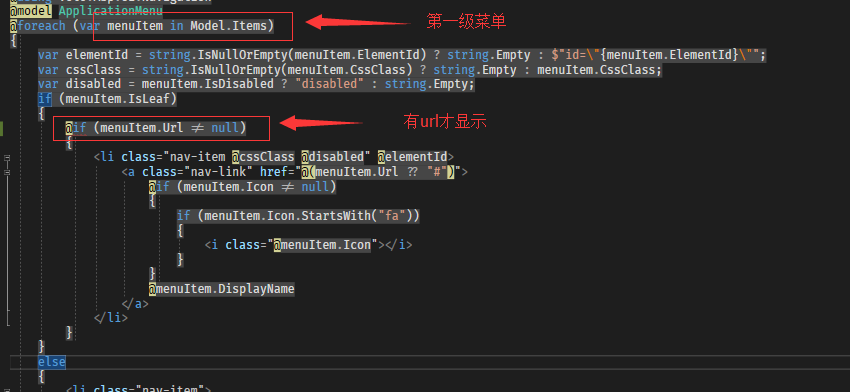 @model ApplicationMenu
@foreach (var menuItem in Model.Items)
第一级菜单
{
var elementId = string.IsNullOrEmpty(menuItem.ElementId) ? string.Empty : $"id=\"{menuItem.ElementId}\"";
var cssClass = string.IsNullOrEmpty(menuItem.CssClass) ? string.Empty : menuItem.CssClass;
var disabled = menuItem.IsDisabled ? "disabled" : string.Empty;
if (menuItem.IsLeaf)
{
@if (menuItem.Url ≠ null)
有url才显示
{
<li class="nav-item @cssClass @disabled" @elementId>
<a class="nav-link" href="@(menuItem.Url ?? "#")">
@if (menuItem.Icon ≠ null)
{
if (menuItem.Icon.StartsWith("fa"))
{
<i class="@menuItem.Icon"></i>
}
}
@menuItem.DisplayName
</a>
</li>
}
}
else
{
<li class="nav-item">